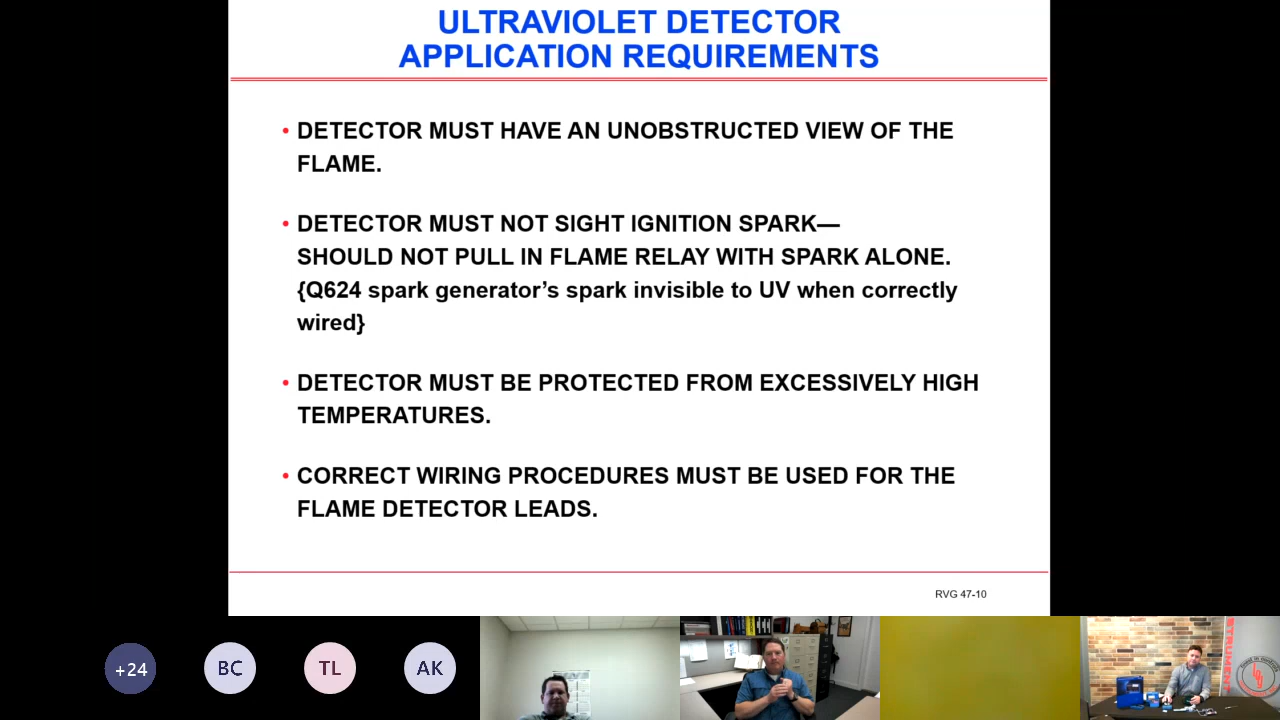 ULTRAVIOLET DETECTOR
APPLICATION REQUIREMENTS
• DETECTOR MUST HAVE AN UNOBSTRUCTED VIEW OF THE
FLAME.
• DETECTOR MUST NOT SIGHT IGNITION SPARK—
SHOULD NOT PULL IN FLAME RELAY WITH SPARK ALONE.
{Q624 spark generator’s spark invisible to UV when correctly
wired}
• DETECTOR MUST BE PROTECTED FROM EXCESSIVELY HIGH
TEMPERATURES.
• CORRECT WIRING PROCEDURES MUST BE USED FOR THE
FLAME DETECTOR LEADS.
RVG 47-10
+24
BC
TL
AK